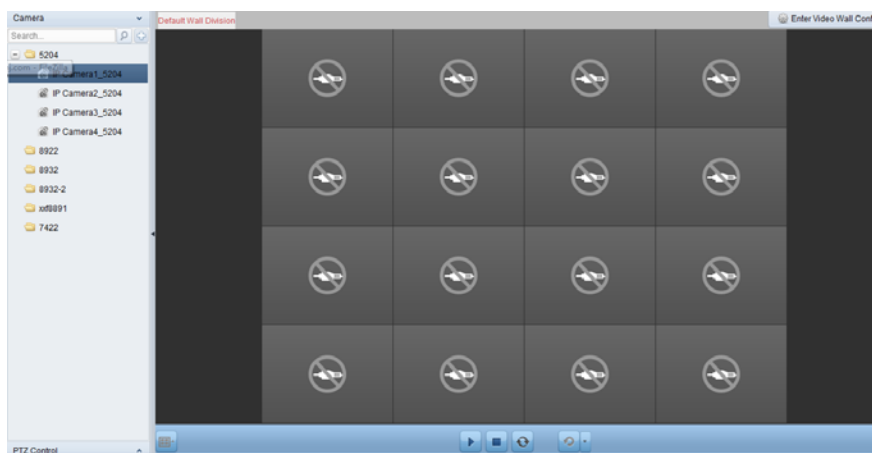 Camera
Default Wall Division
Enter Video Wall Conf
Search...
5204
IP Camera2_5204
IP Camera3_5204
IP Camera4_5204
8922
8932
8932-2
7422
PTZ Control